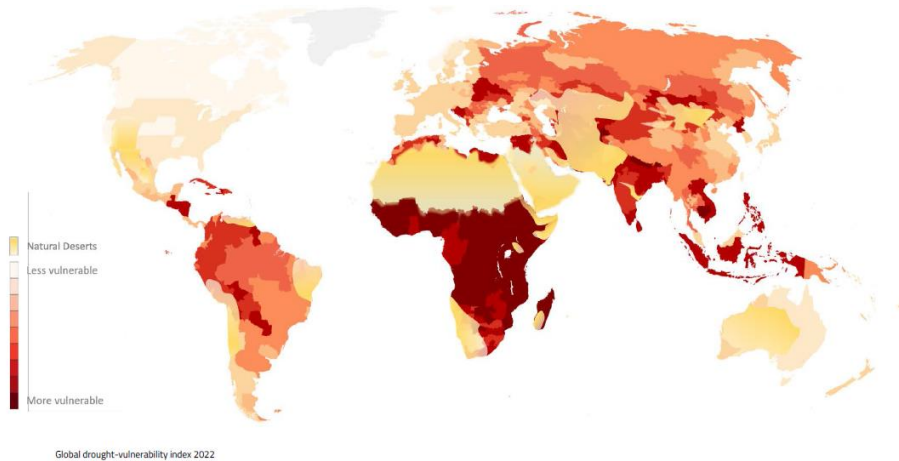 Natural Deserts
Less vulnerable
More vulnerable
Global drought-vulnerability index 2022